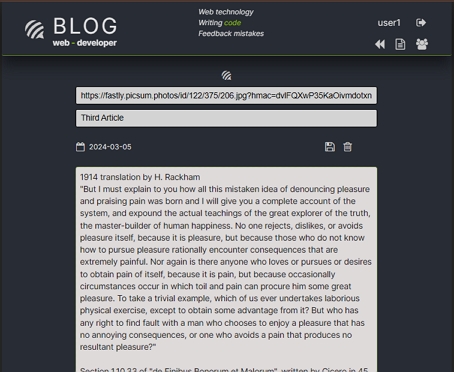 BLOG
web - developer
Web technology
Writing code
Feedback mistakes
user1
https://fastly.picsum.photos/id/122/375/206.jpg?hmac=dvlFQXwP35KaOivmdotxn
Third Article
2024-03-05
1914 translation by H. Rackham
"But I must explain to you how all this mistaken idea of denouncing pleasure
and praising pain was born and I will give you a complete account of the
system, and expound the actual teachings of the great explorer of the truth,
the master-builder of human happiness. No one rejects, dislikes, or avoids
pleasure itself, because it is pleasure, but because those who do not know
how to pursue pleasure rationally encounter consequences that are
extremely painful. Nor again is there anyone who loves or pursues or desires
to obtain pain of itself, because it is pain, but because occasionally
circumstances occur in which toil and pain can procure him some great
pleasure. To take a trivial example, which of us ever undertakes laborious
physical exercise, except to obtain some advantage from it? But who has
any right to find fault with a man who chooses to enjoy a pleasure that has
no annoying consequences, or one who avoids a pain that produces no
resultant pleasure?"
Section 1.10.33 of "de Finibus Bonorum et Malorum", written by Cicero in 45